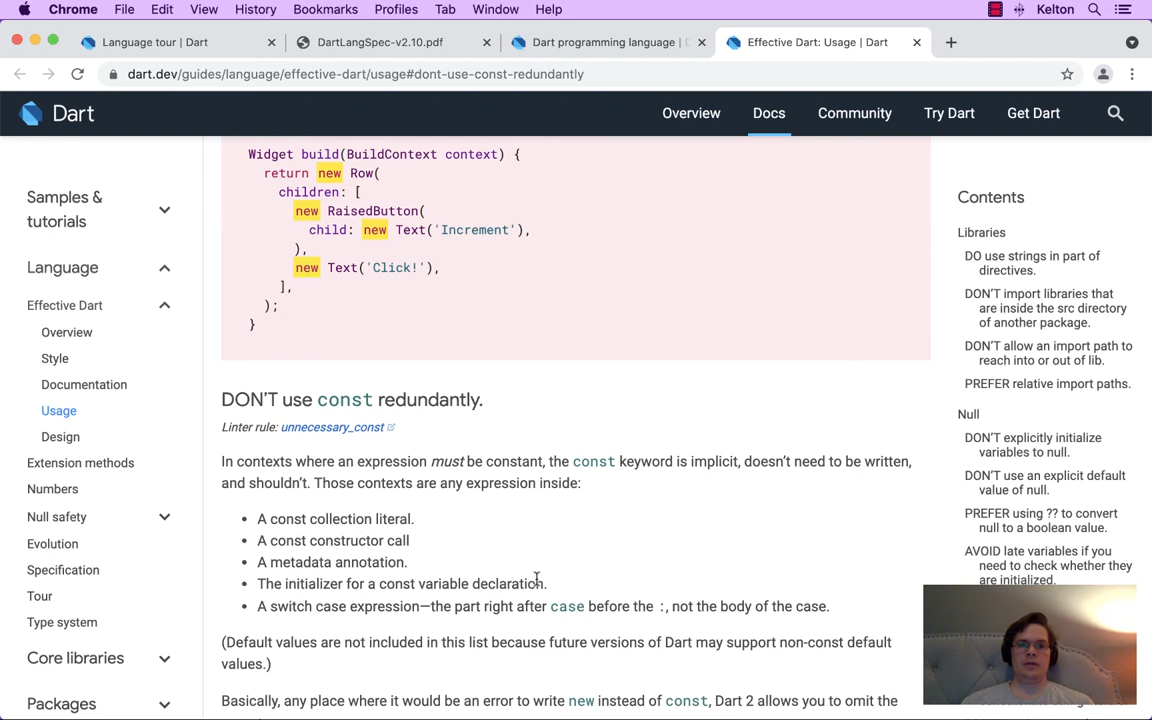 Chrome File Edit View History Bookmarks Profiles Tab Window Help Kelton
Language tour | Dart DartLangSpec-v2.10.pdf Dart programming language | Effective Dart: Usage | Dart
dart.dev/guides/language/effective-dart/usage#dont-use-const-redundantly
Dart Overview Docs Community Try Dart Get Dart
Samples &
tutorials
Language
Effective Dart
Overview
Style
Documentation
Usage
Design
Extension methods
Numbers
Null safety
Evolution
Specification
Tour
Type system
Core libraries
Packages
Widget build(BuildContext context) {
return new Row(
children: [
new RaisedButton(
child: new Text('Increment'),
),
new Text('Click!'),
],
);
}
DON'T use const redundantly.
Linter rule: unnecessary_const
In contexts where an expression must be constant, the const keyword is implicit, doesn't need to be written,
and shouldn't. Those contexts are any expression inside:
• A const collection literal.
• A const constructor call
• A metadata annotation.
• The initializer for a const variable declaration.
• A switch case expression—the part right after case before the :, not the body of the case.
(Default values are not included in this list because future versions of Dart may support non-const default
values.)
Basically, any place where it would be an error to write new instead of const, Dart 2 allows you to omit the
Contents
Libraries
DO use strings in part of
directives.
DON'T import libraries that
are inside the src directory
of another package.
DON'T allow an import path to
reach into or out of lib.
PREFER relative import paths.
Null
DON'T explicitly initialize
variables to null.
DON'T use an explicit default
value of null.
PREFER using ?? to convert
null to a boolean value.
AVOID late variables if you
need to check whether they
are initialized.